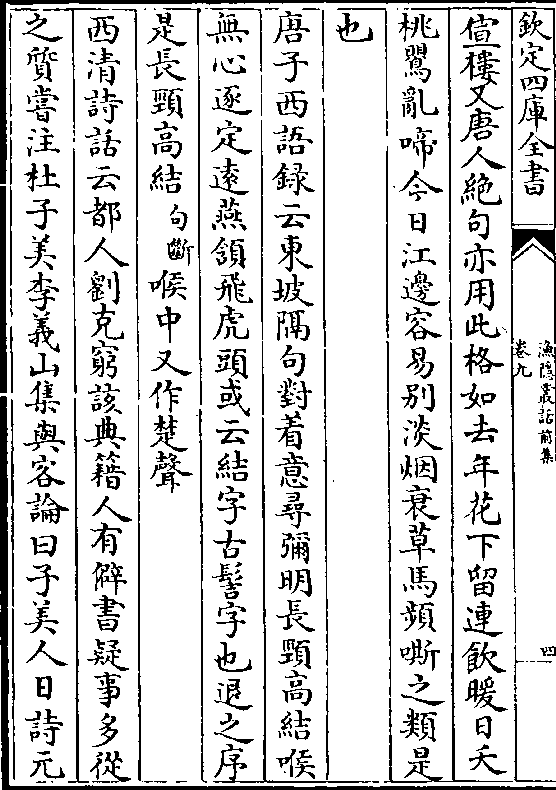 欽定四庫全書
漁隱叢話前集
卷九
四
宣樓又唐人絶句亦用此格如去年花下留連飲暖日夭
桃鶯亂啼今日江邊容易别淡烟衰草馬頻嘶之類是
也
唐子西語録云東坡隔句對着意尋彌明長頸髙結喉
無心逐定逺燕頷飛虎頭或云結字古髻字也退之序
是長頸髙結句斷喉中又作楚聲
西清詩話云都人劉克窮該典籍人有僻書疑事多從
之質嘗注杜子美李義山集與客論曰子美人日詩元